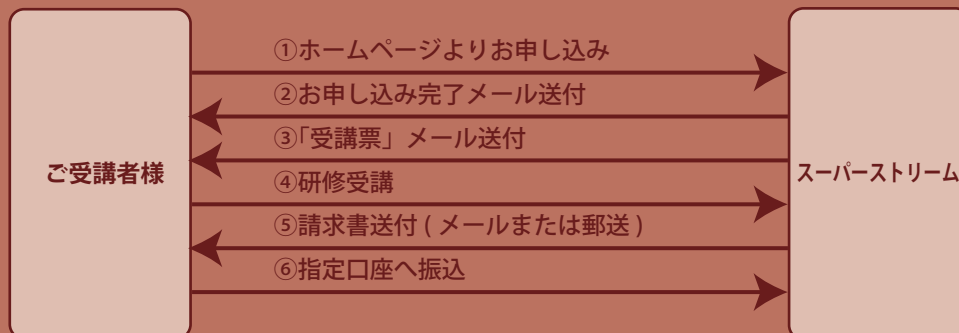 ①ホームページよりお申し込み
②お申し込み完了メール送付
③「受講票」メール送付
ご受講者様
④研修受講
スーパーストリーム
⑤請求書送付 ( メールまたは郵送 )
⑥指定口座へ振込